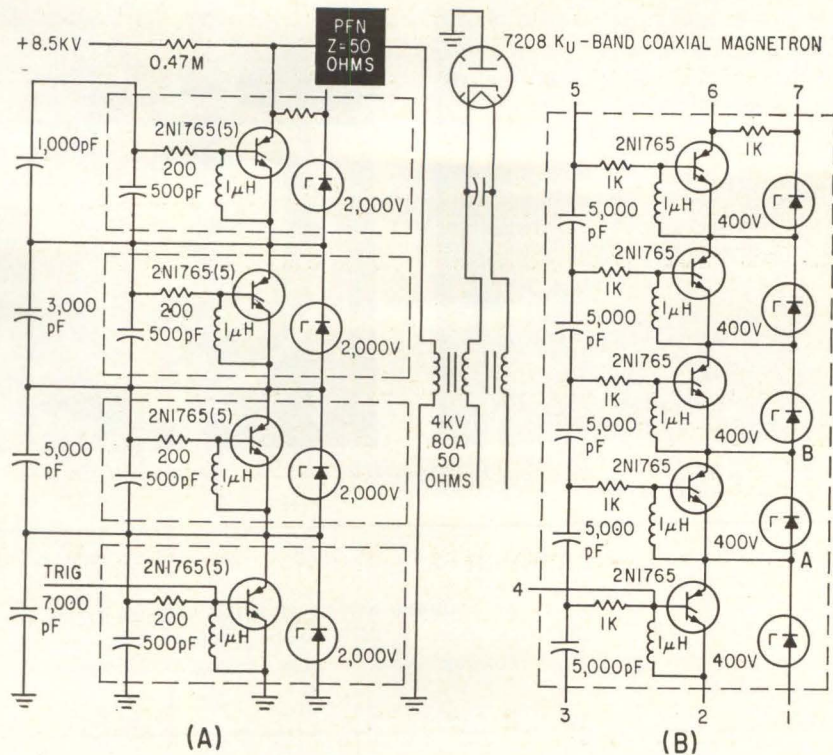 +8.5KV
0.47M
PFN
Z=50
OHMS
7208 KU-BAND COAXIAL MAGNETRON
1,000pF
2N1765(5)
200
500pF
1μH
2,000V
3,000
pF
2N1765(5)
200
500pF
1μH
2,000V
5,000
pF
2N1765(5)
200
500pF
1μH
2,000V
TRIG
7,000
pF
2N1765(5)
200
500pF
1μH
2,000V
4KV
80A
50
OHMS
(A)
5
6
7
2N1765
1K
1K
1μH
5,000
pF
400V
2N1765
1K
1μH
5,000
pF
400V
2N1765
1K
1μH
5,000
pF
400V
B
2N1765
1K
1μH
5,000
pF
400V
A
4
2N1765
1K
1μH
5,000pF
400V
3
2
1
(B)